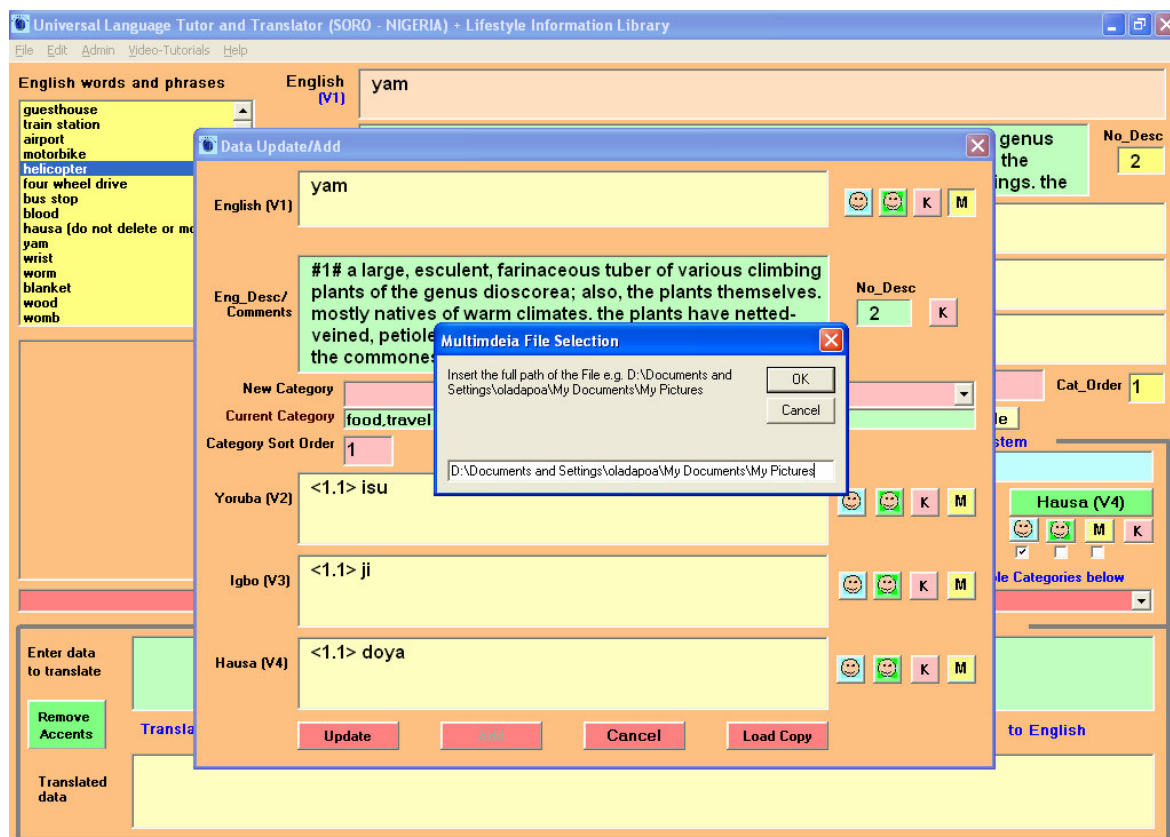 Universal Language Tutor and Translator (SORO - NIGERIA) + Lifestyle Information Library
File Edit Admin Video-Tutorials Help
English words and phrases
guesthouse
train station
airport
motorbike
helicopter
four wheel drive
bus stop
blood
hausa (do not delete or mo
yam
wrist
worm
blanket
wood
womb
English
(V1)
yam
genus
the
ings. the
No_Desc
2
Data Update/Add
English (V1)
yam
K M
Eng_Desc/
Comments
#1# a large, esculent, farinaceous tuber of various climbing
plants of the genus dioscorea; also, the plants themselves.
mostly natives of warm climates. the plants have netted-
veined, petiole
the commones
No_Desc
2
K
Multimdeia File Selection
Insert the full path of the File e.g. D:\Documents and
Settings\oladapoa\My Documents\My Pictures
OK
Cancel
D:\Documents and Settings\oladapoa\My Documents\My Pictures
New Category
Current Category
food,travel
Category Sort Order
1
Yoruba (V2)
<1.1> isu
K M
Igbo (V3)
<1.1> ji
K M
Hausa (V4)
<1.1> doya
K M
Update
Add
Cancel
Load Copy
Cat_Order
1
le
stem
Hausa (V4)
M K
le Categories below
Enter data
to translate
Remove
Accents
Transla
to English
Translated
data